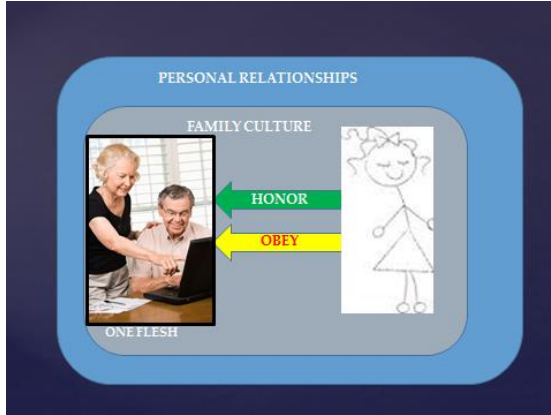 PERSONAL RELATIONSHIPS
FAMILY CULTURE
HONOR
OBEY
ONE FLESH